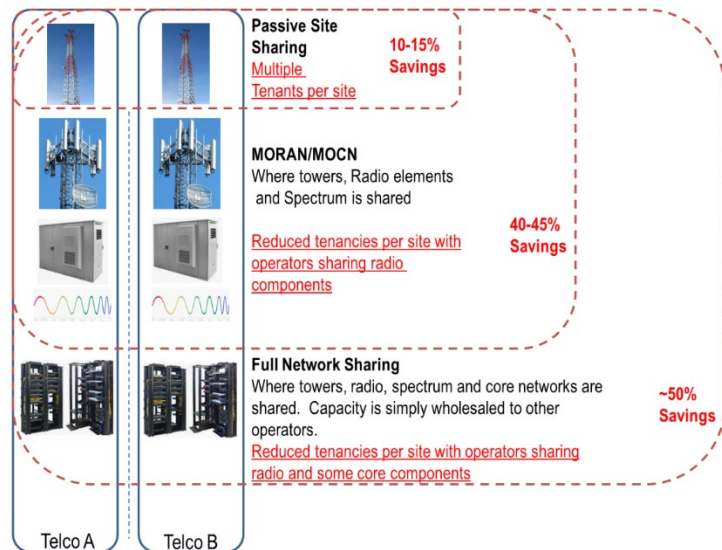 Passive Site
Sharing
Multiple
Tenants per site
10-15%
Savings
MORAN/MOCN
Where towers, Radio elements
and Spectrum is shared
Reduced tenancies per site with
operators sharing radio
components
40-45%
Savings
Full Network Sharing
Where towers, radio, spectrum and core networks are
shared. Capacity is simply wholesaled to other
operators.
Reduced tenancies per site with operators sharing
radio and some core components
~50%
Savings
Telco A
Telco B